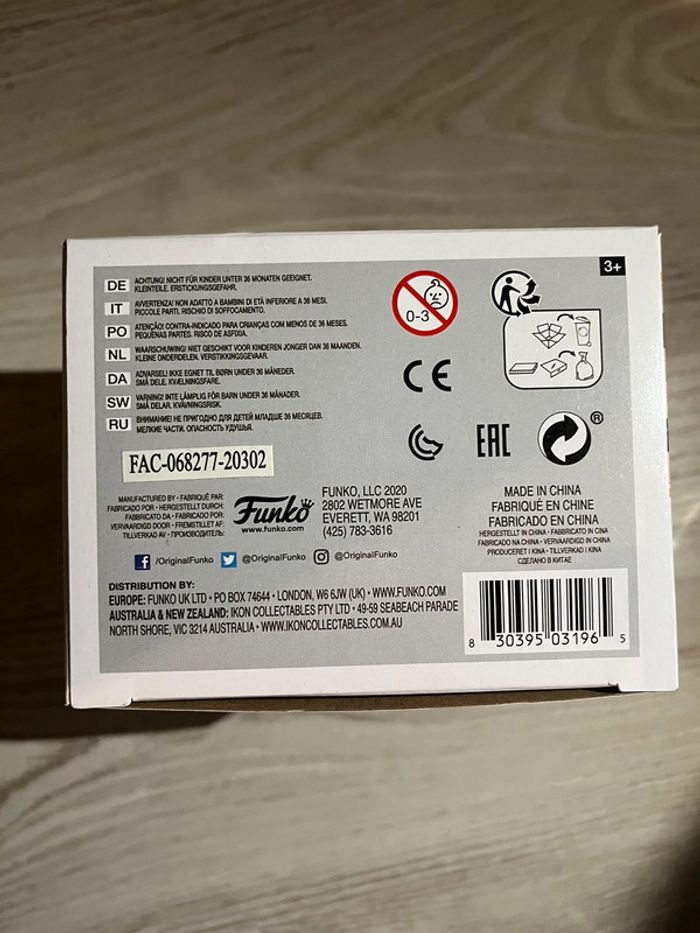 3+
DE ACHTUNG! NICHT FÜR KINDER UNTER 36 MONATEN GEEIGNET.
KLEINTEILE. ERSTICKUNGSGEFAHR.
IT AVVERTENZA! NON ADATTO A BAMBINI DI ETÀ INFERIORE A 36 MESI.
PICCOLE PARTI. RISCHIO DI SOFFOCAMENTO.
PO ATENÇÃO! CONTRA-INDICADO PARA CRIANÇAS COM MENOS DE 36 MESES.
PEQUENAS PARTES. RISCO DE ASFIXIA.
NL WAARSCHUWING! NIET GESCHIKT VOOR KINDEREN JONGER DAN 36 MAANDEN.
KLEINE ONDERDELEN. VERSTIKKINGSGEVAAR.
DA ADVARSEL! IKKE EGNET TIL BØRN UNDER 36 MÅNEDER.
SMÅ DELE. KVÆLNINGSFARE.
SW VARNING! INTE LÄMPLIG FÖR BARN UNDER 36 MÅNADER.
SMÅ DELAR. KVÄVNINGSRISK.
RU ВНИМАНИЕ! НЕ ПРИГОДНО ДЛЯ ДЕТЕЙ МЛАДШЕ 36 МЕСЯЦЕВ.
МЕЛКИЕ ЧАСТИ. ОПАСНОСТЬ УДУШЬЯ.
0-3
CE
EAC
®
FAC-068277-20302
MANUFACTURED BY • FABRIQUÉ PAR:
FABRICADO POR • HERGESTELLT DURCH:
FABBRICATO DA • FABRICADO POR:
VERVAARDIGD DOOR • FREMSTILLET AF:
TILLVERKAD AV • ПРОИЗВОДИТЕЛЬ:
Funko
www.funko.com
FUNKO, LLC 2020
2802 WETMORE AVE
EVERETT, WA 98201
(425) 783-3616
MADE IN CHINA
FABRIQUÉ EN CHINE
FABRICADO EN CHINA
HERGESTELLT IN CHINA • FABBRICATO IN CINA
FABRICADO NA CHINA • VERVAARDIGD IN CHINA
PRODUCERET I KINA • TILLVERKAD I KINA
СДЕЛАНО В КИТАЕ
f /OriginalFunko @OriginalFunko @OriginalFunko
DISTRIBUTION BY:
EUROPE: FUNKO UK LTD • PO BOX 74644 • LONDON, W6 6JW (UK) • WWW.FUNKO.COM
AUSTRALIA & NEW ZEALAND: IKON COLLECTABLES PTY LTD • 49-59 SEABEACH PARADE
NORTH SHORE, VIC 3214 AUSTRALIA • WWW.IKONCOLLECTABLES.COM.AU
8 30395 03196 5